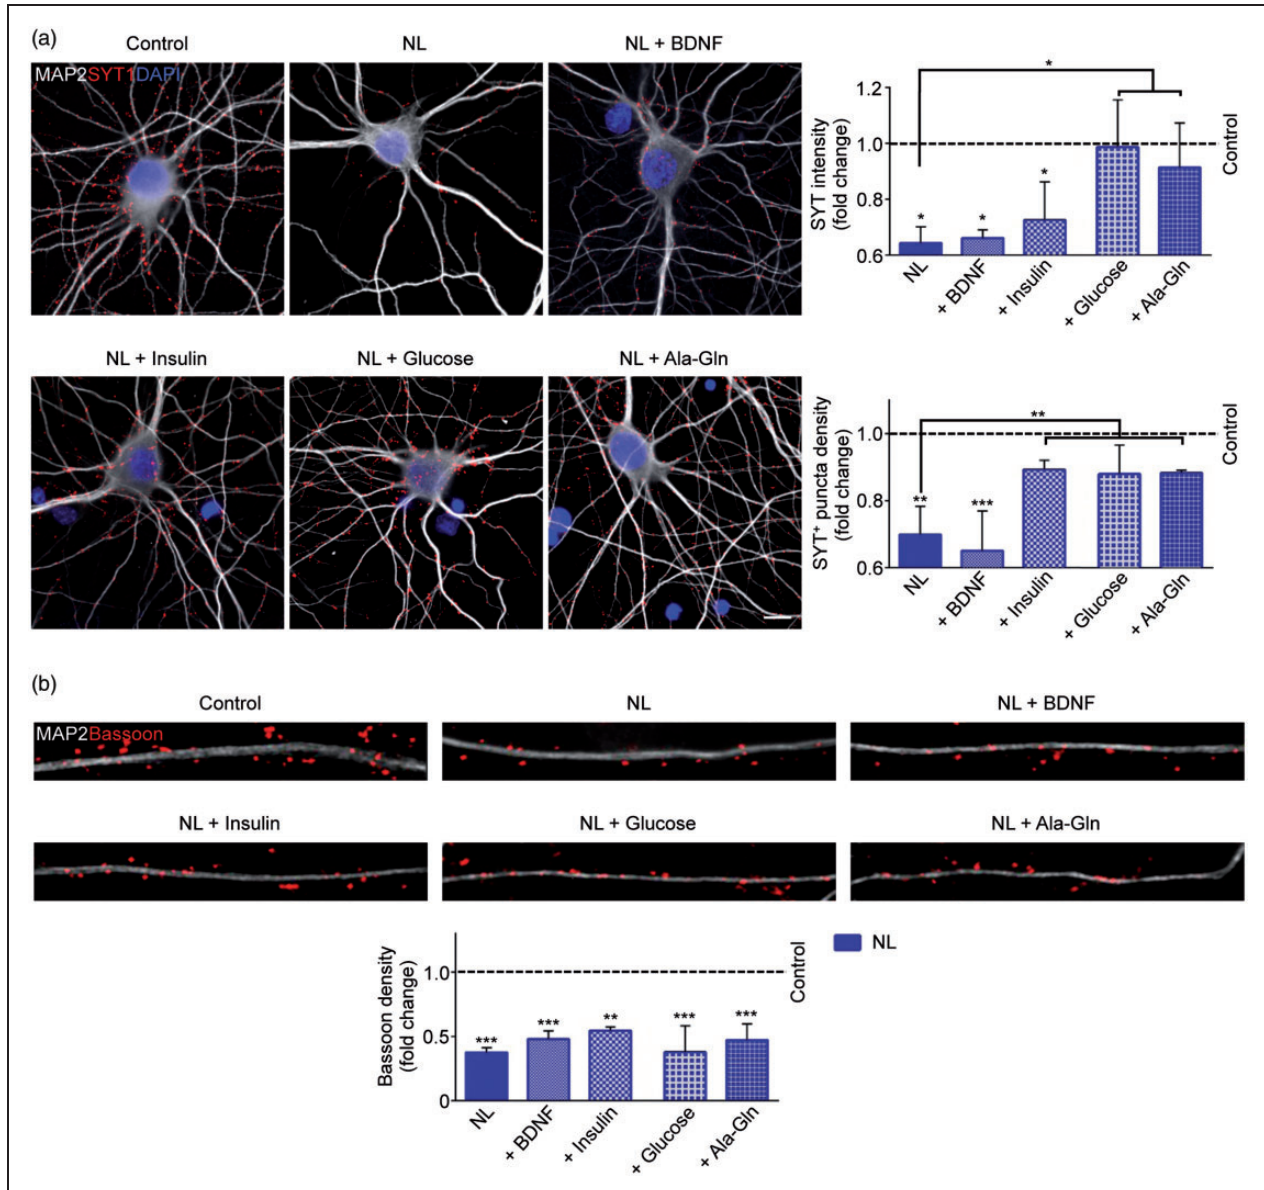 (a)
Control
NL
NL + BDNF
MAP2SYT1DAPI
NL + Insulin
NL + Glucose
NL + Ala-Gln
SYT intensity
(fold change)
1.2
1.0
0.8
0.6
*
*
*
*
Control
NL
+ BDNF
+ Insulin
+ Glucose
+ Ala-Gln
SYT⁺ puncta density
(fold change)
1.0
0.8
0.6
**
**
***
Control
NL
+ BDNF
+ Insulin
+ Glucose
+ Ala-Gln
(b)
Control
NL
NL + BDNF
MAP2Bassoon
NL + Insulin
NL + Glucose
NL + Ala-Gln
Bassoon density
(fold change)
1.0
0.5
0
***
***
**
***
***
Control
NL
NL
+ BDNF
+ Insulin
+ Glucose
+ Ala-Gln